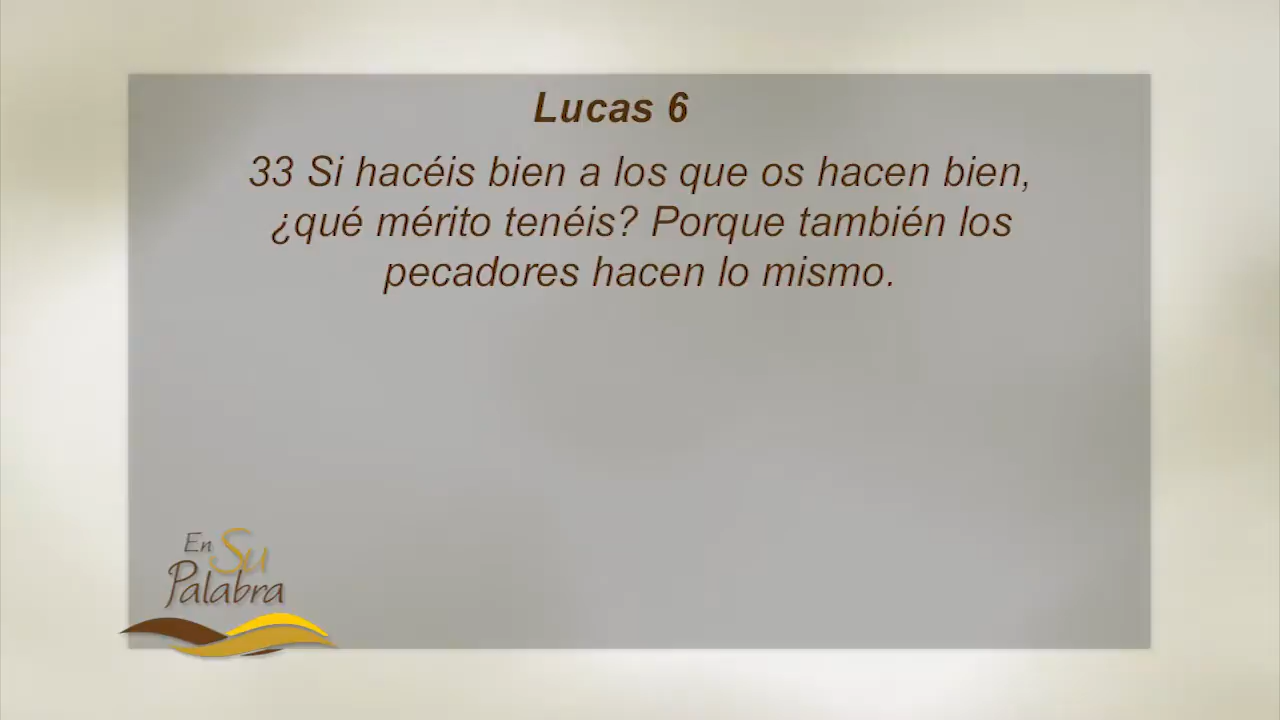 Lucas 6
33 Si hacéis bien a los que os hacen bien,
¿qué mérito tenéis? Porque también los
pecadores hacen lo mismo.
En Su
Palabra